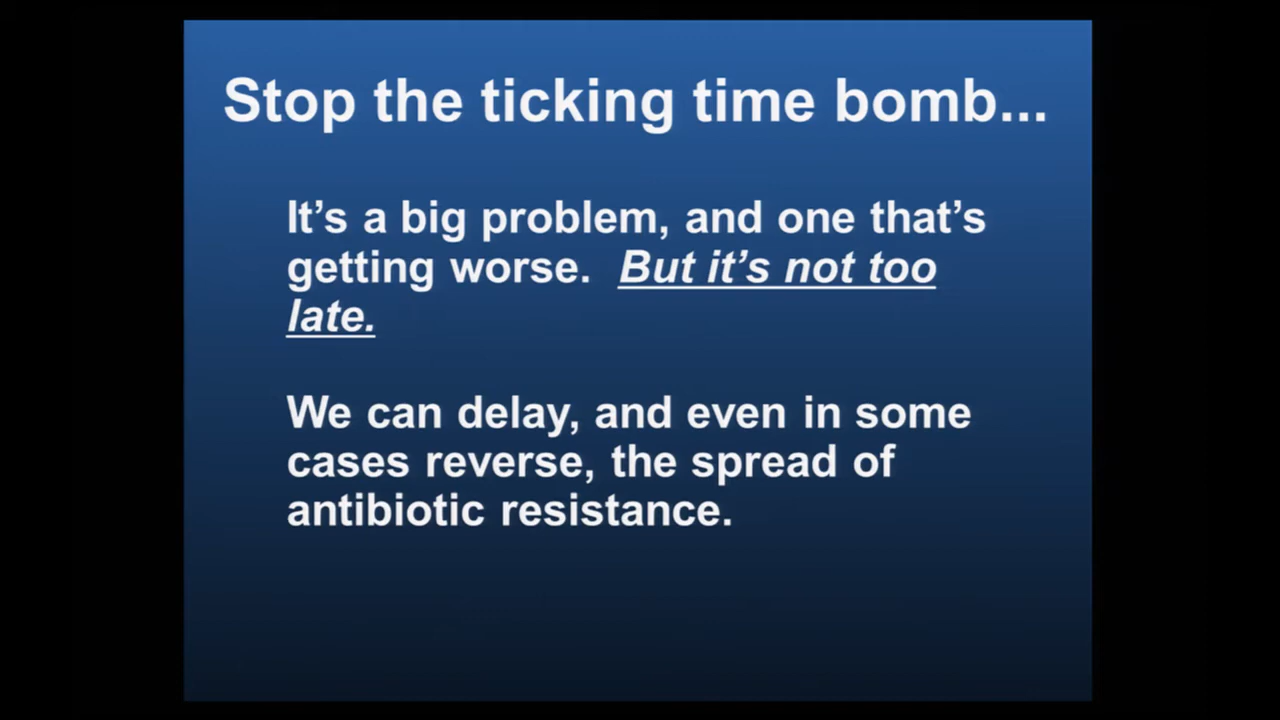 Stop the ticking time bomb...
It’s a big problem, and one that’s
getting worse. But it’s not too
late.
We can delay, and even in some
cases reverse, the spread of
antibiotic resistance.